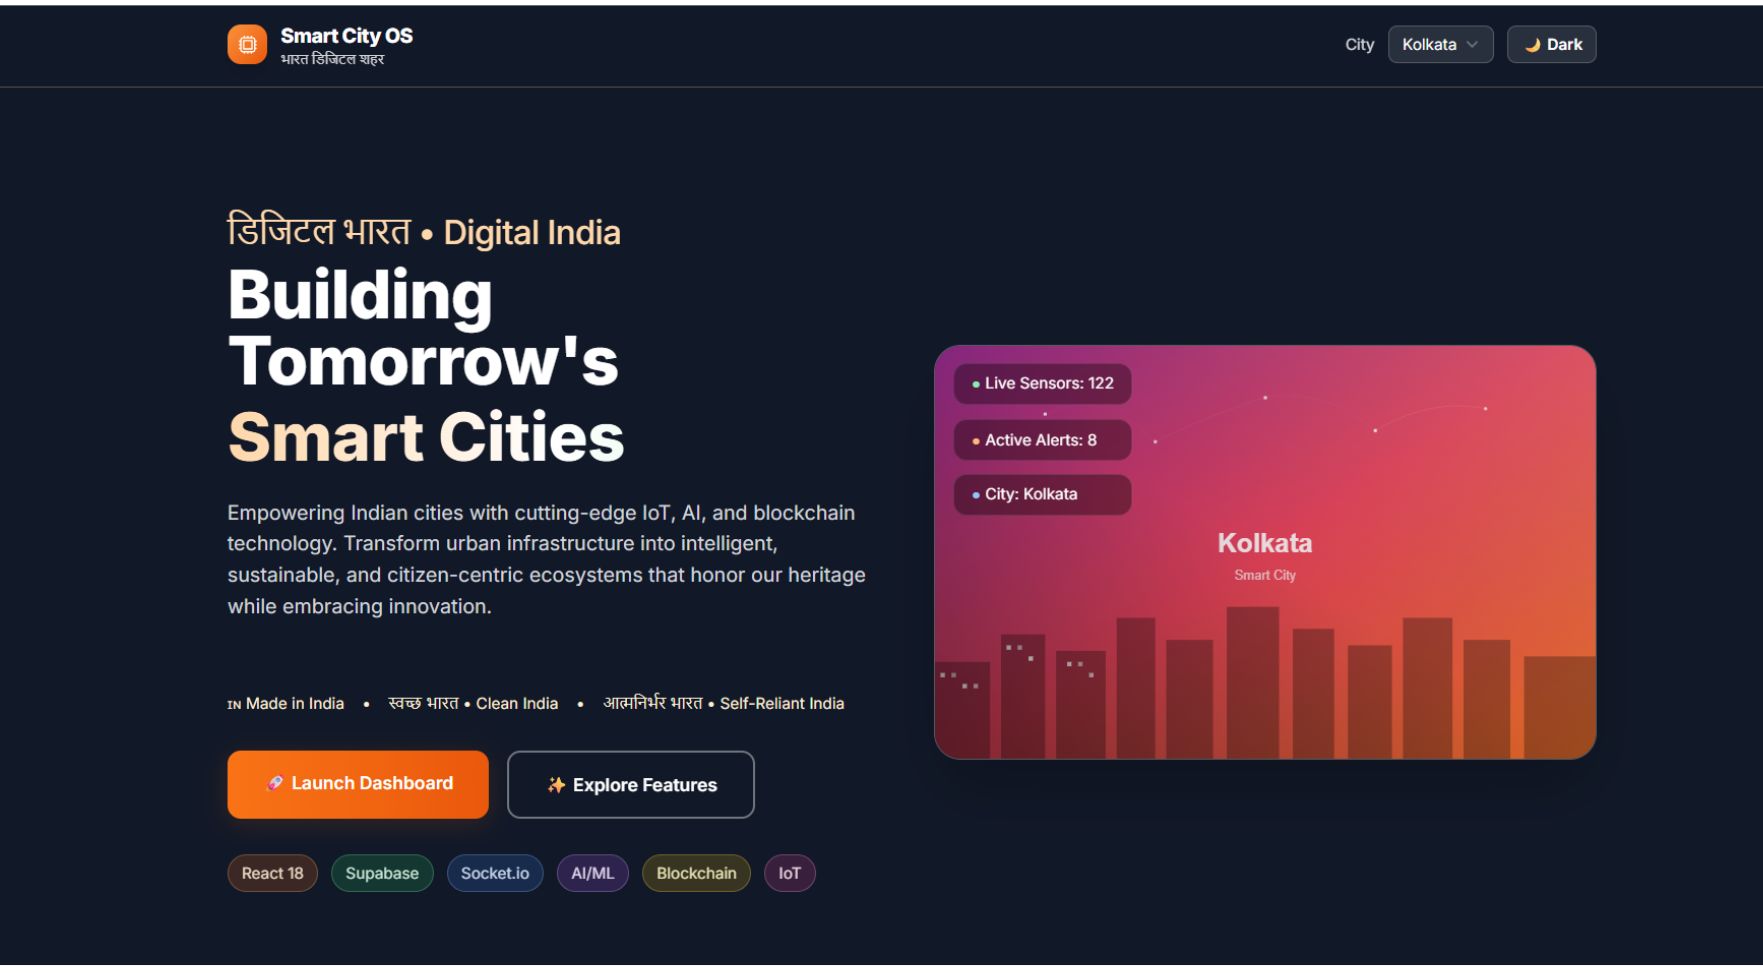 Smart City OS
भारत डिजिटल शहर
City
Kolkata
🌙 Dark
डिजिटल भारत • Digital India
Building
Tomorrow's
Smart Cities
Empowering Indian cities with cutting-edge IoT, AI, and blockchain
technology. Transform urban infrastructure into intelligent,
sustainable, and citizen-centric ecosystems that honor our heritage
while embracing innovation.
IN Made in India • स्वच्छ भारत • Clean India • आत्मनिर्भर भारत • Self-Reliant India
🚀 Launch Dashboard
✨ Explore Features
React 18
Supabase
Socket.io
AI/ML
Blockchain
IoT
• Live Sensors: 122
• Active Alerts: 8
• City: Kolkata
Kolkata
Smart City